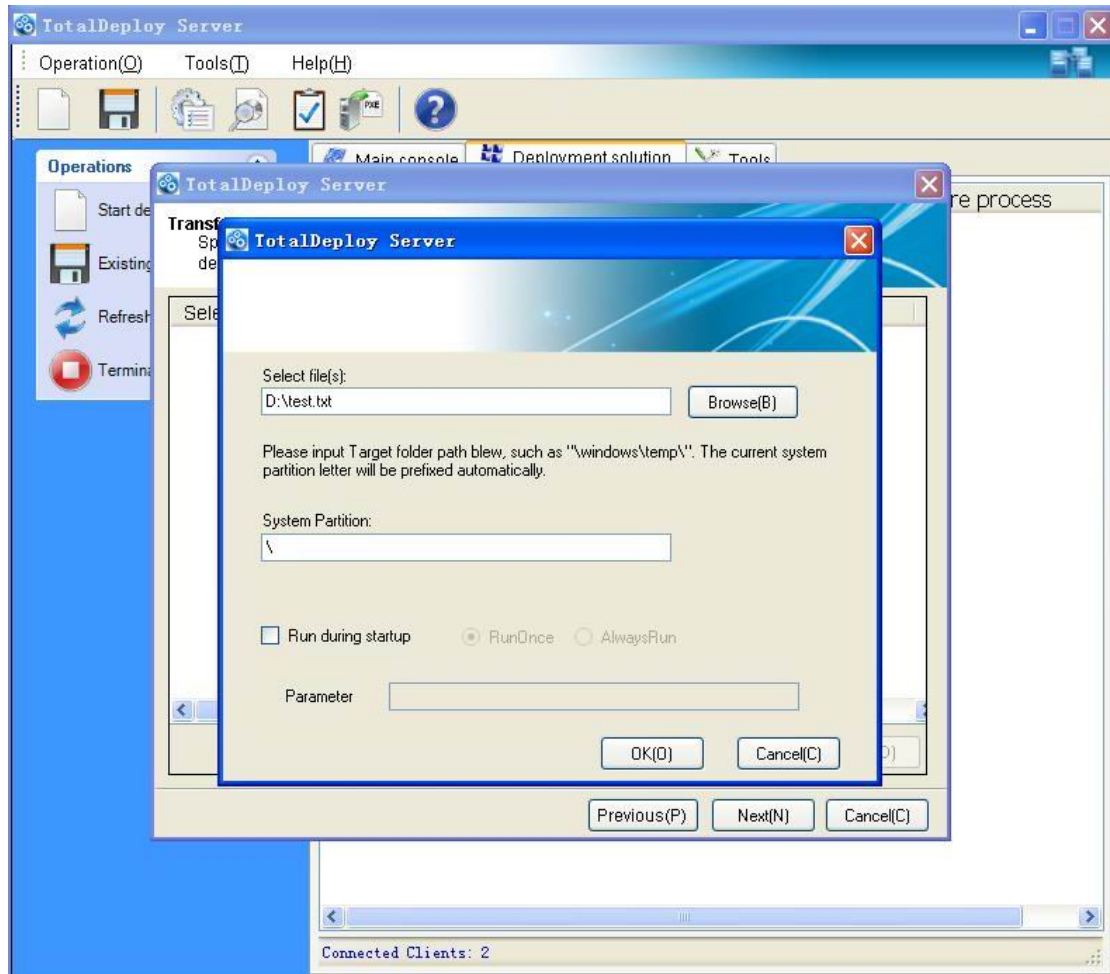 TotalDeploy Server
Operation(O) Tools(T) Help(H)
PXE
Operations
Main console Deployment solution Tools
TotalDeploy Server
Start de
re process
Transf
Sp
TotalDeploy Server
Existing
de
Refresh
Sele
Termina
Select file(s):
D:\test.txt
Browse(B)
Please input Target folder path blew, such as "\windows\temp\". The current system
partition letter will be prefixed automatically.
System Partition:
\
Run during startup RunOnce AlwaysRun
Parameter
OK(O) Cancel(C)
Previous(P) Next(N) Cancel(C)
Connected Clients: 2